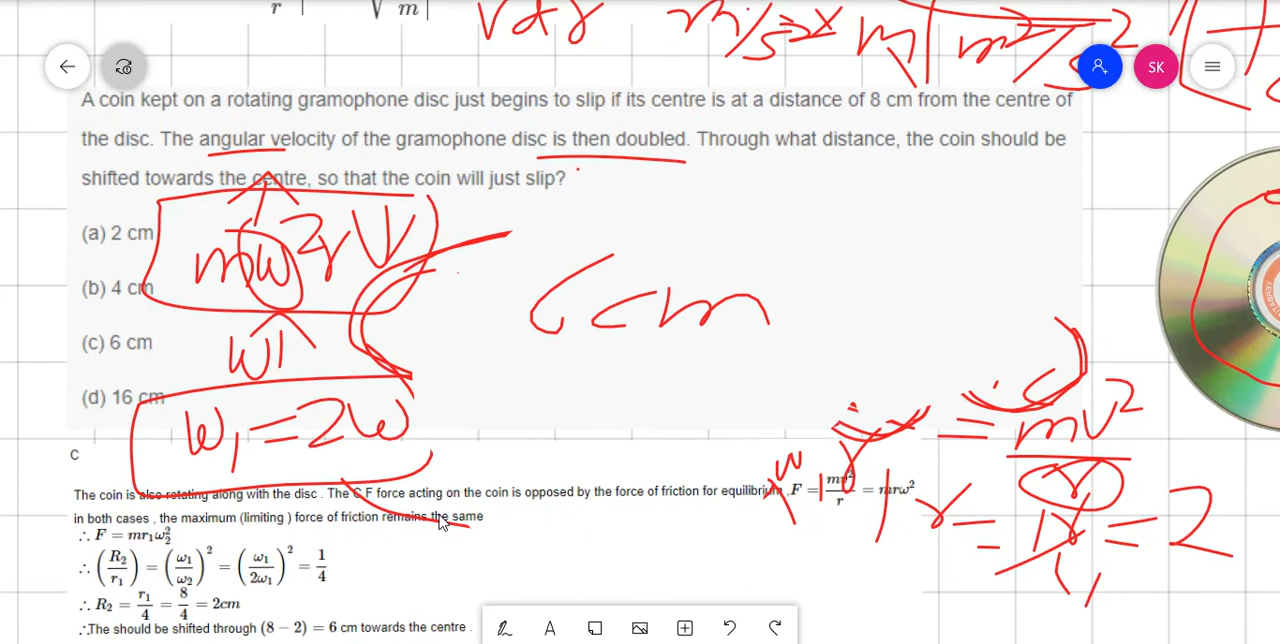 r | √ m |
m/s² × m m²/s²
SK
A coin kept on a rotating gramophone disc just begins to slip if its centre is at a distance of 8 cm from the centre of
the disc. The angular velocity of the gramophone disc is then doubled. Through what distance, the coin should be
shifted towards the centre, so that the coin will just slip?
(a) 2 cm
mω²r
(b) 4 cm
6cm
(c) 6 cm
ω
(d) 16 cm
ω₁ = 2ω
= mv²
r
C
The coin is also rotating along with the disc . The C.F force acting on the coin is opposed by the force of friction for equilibrium , F = mv²/r = mrω²
in both cases , the maximum (limiting ) force of friction remains the same
∴ F = mr₁ω₂²
∴ (R₂/r₁) = (ω₁/ω₂)² = (ω₁/2ω₁)² = 1/4
∴ R₂ = r₁/4 = 8/4 = 2cm
∴The should be shifted through (8 − 2) = 6 cm towards the centre .
= 2
A